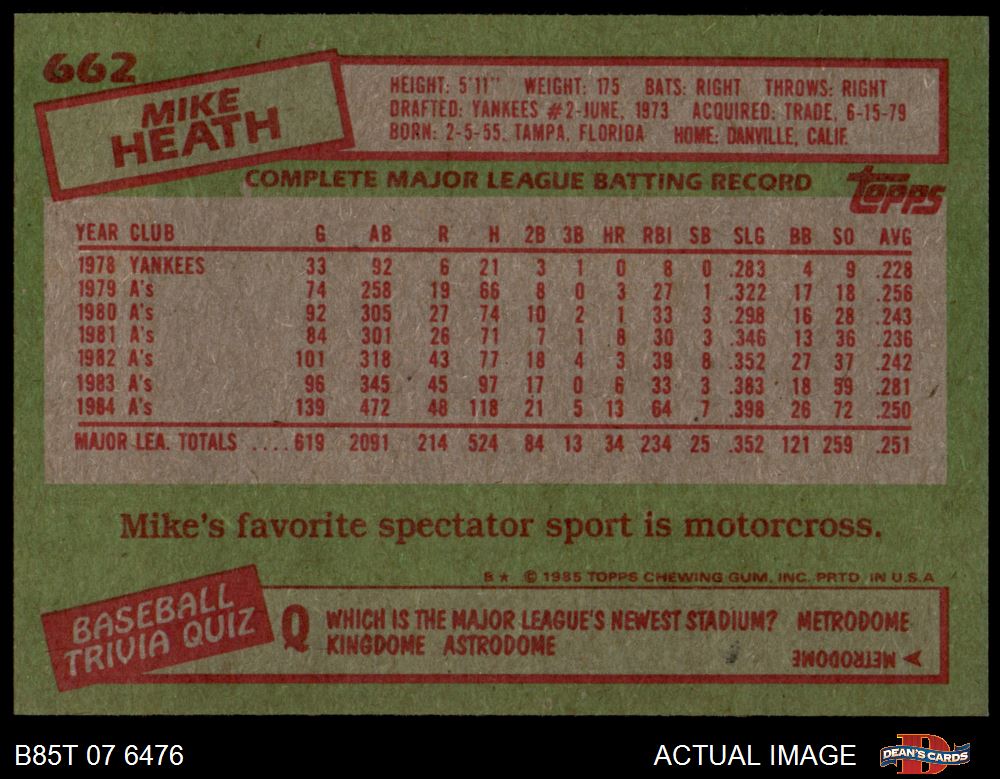 662
MIKE
HEATH
HEIGHT: 5'11" WEIGHT: 175 BATS: RIGHT THROWS: RIGHT
DRAFTED: YANKEES #2-JUNE, 1973 ACQUIRED: TRADE, 6-15-79
BORN: 2-5-55, TAMPA, FLORIDA HOME: DANVILLE, CALIF.
COMPLETE MAJOR LEAGUE BATTING RECORD
topps
YEAR CLUB G AB R H 2B 3B HR RBI SB SLG BB SO AVG
1978 YANKEES 33 92 6 21 3 1 0 8 0 .283 4 9 .228
1979 A's 74 258 19 66 8 0 3 27 1 .322 17 18 .256
1980 A's 92 305 27 74 10 2 1 33 3 .298 16 28 .243
1981 A's 84 301 26 71 7 1 8 30 3 .346 13 36 .236
1982 A's 101 318 43 77 18 4 3 39 8 .352 27 37 .242
1983 A's 96 345 45 97 17 0 6 33 3 .383 18 59 .281
1984 A's 139 472 48 118 21 5 13 64 7 .398 26 72 .250
MAJOR LEA. TOTALS ....619 2091 214 524 84 13 34 234 25 .352 121 259 .251
Mike's favorite spectator sport is motorcross.
B★ © 1985 TOPPS CHEWING GUM, INC. PRTD. IN U.S.A
BASEBALL
TRIVIA QUIZ
Q WHICH IS THE MAJOR LEAGUE'S NEWEST STADIUM? METRODOME
KINGDOME ASTRODOME
A METRODOME
B85T 07 6476
ACTUAL IMAGE
DEAN'S CARDS